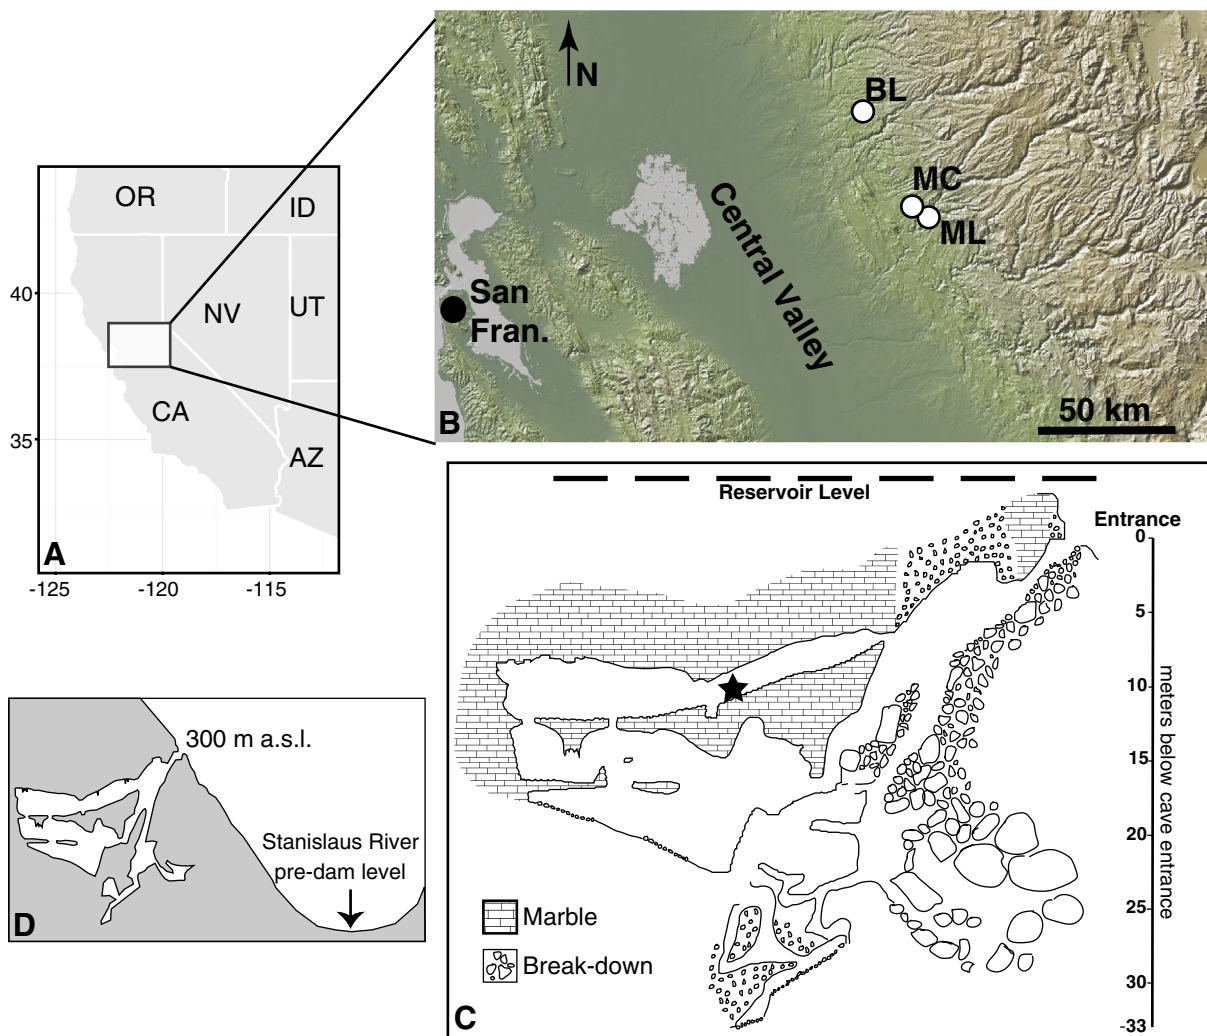 OR
ID
40
NV
UT
CA
35
AZ
A
-125
-120
-115
N
BL
MC
ML
Central Valley
San
Fran.
B
50 km
Reservoir Level
Entrance
0
5
10
15
20
25
30
-33
meters below cave entrance
Marble
Break-down
C
300 m a.s.l.
Stanislaus River
pre-dam level
D